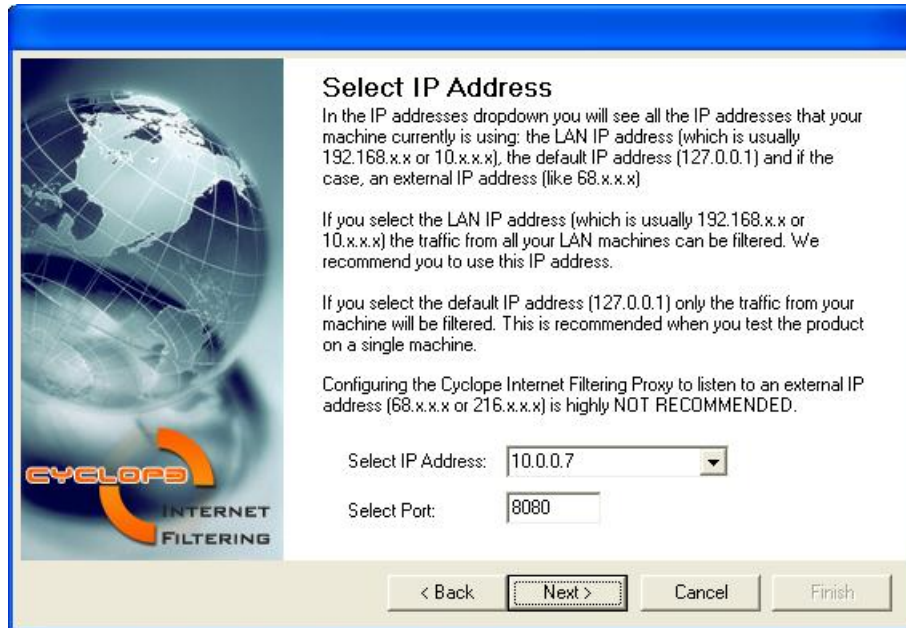 Select IP Address
In the IP addresses dropdown you will see all the IP addresses that your
machine currently is using: the LAN IP address (which is usually
192.168.x.x or 10.x.x.x), the default IP address (127.0.0.1) and if the
case, an external IP address (like 68.x.x.x)
If you select the LAN IP address (which is usually 192.168.x.x or
10.x.x.x) the traffic from all your LAN machines can be filtered. We
recommend you to use this IP address.
If you select the default IP address (127.0.0.1) only the traffic from your
machine will be filtered. This is recommended when you test the product
on a single machine.
Configuring the Cyclope Internet Filtering Proxy to listen to an external IP
address (68.x.x.x or 216.x.x.x) is highly NOT RECOMMENDED.
Select IP Address: 10.0.0.7
Select Port: 8080
CYCLOPE
INTERNET
FILTERING
< Back Next > Cancel Finish